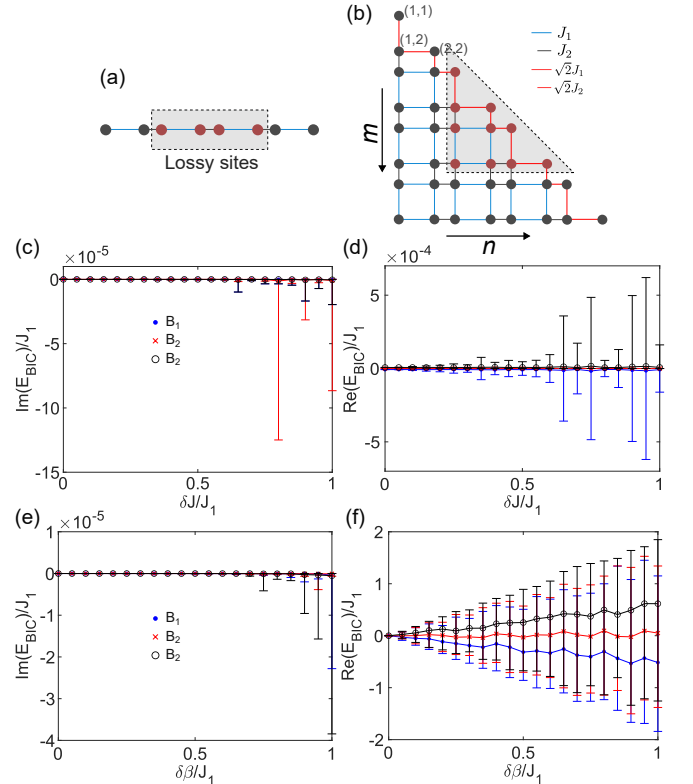 (a)
Lossy sites
(b)
(1,1)
(1,2)
(2,2)
J₁
J₂
√2J₁
√2J₂
m
n
(c)
×10⁻⁵
Im(E_BIC)/J₁
0
-5
-10
-15
B₁
B₂
B₂
0
0.5
1
δJ/J₁
(d)
×10⁻⁴
Re(E_BIC)/J₁
5
0
-5
0
0.5
1
δJ/J₁
(e)
×10⁻⁵
Im(E_BIC)/J₁
1
0
-1
-2
-3
-4
B₁
B₂
B₂
0
0.5
1
δβ/J₁
(f)
Re(E_BIC)/J₁
2
1
0
-1
-2
0
0.5
1
δβ/J₁